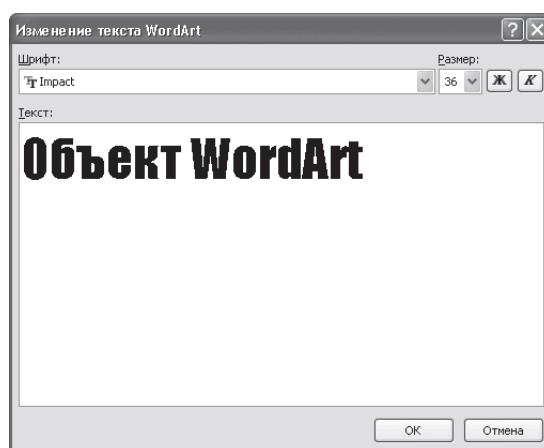 Изменение текста WordArt
Шрифт: Размер:
Impact 36 Ж К
Текст:
Объект WordArt
ОК Отмена